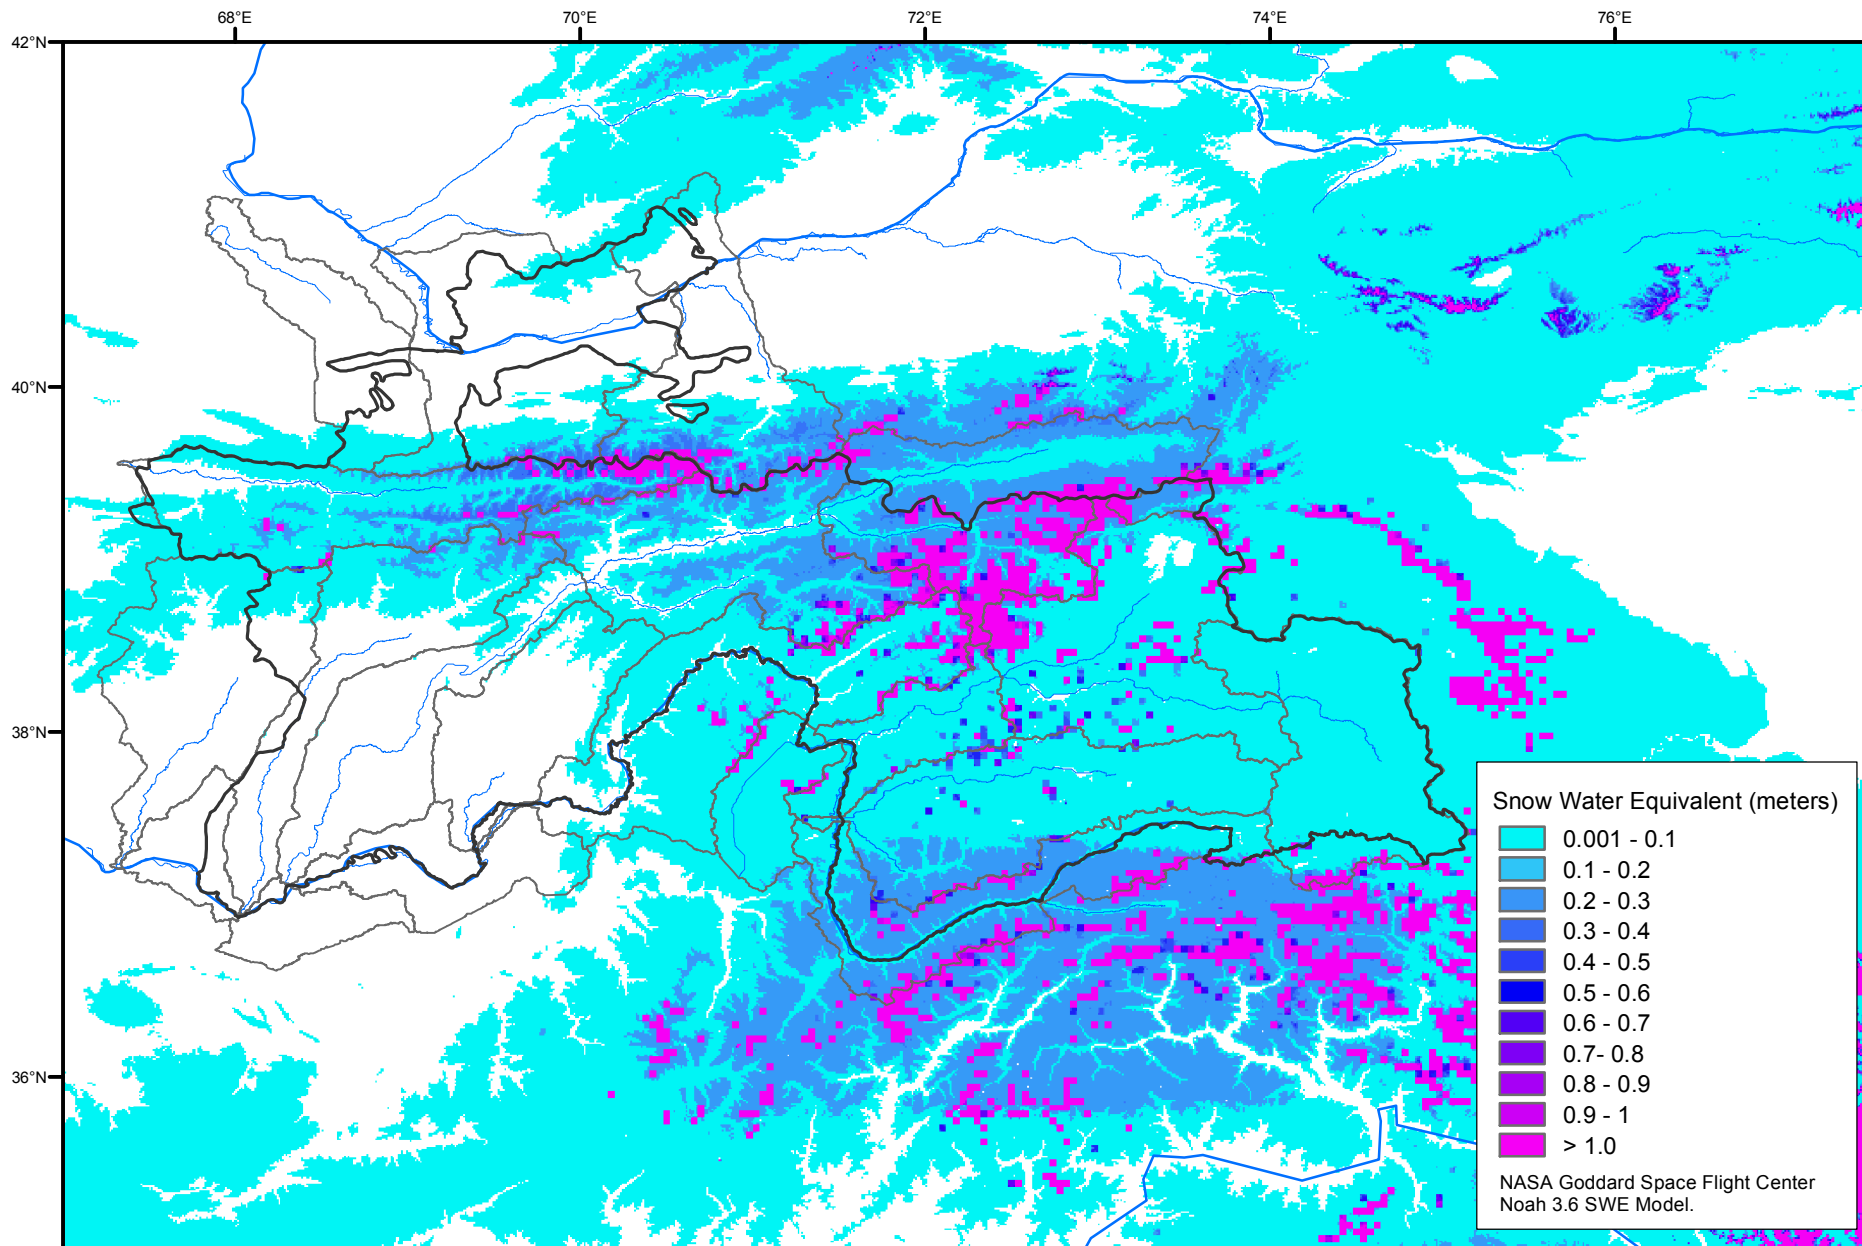 68°E 70°E 72°E 74°E 76°E
42°N
40°N
38°N
36°N
Snow Water Equivalent (meters)
0.001 - 0.1
0.1 - 0.2
0.2 - 0.3
0.3 - 0.4
0.4 - 0.5
0.5 - 0.6
0.6 - 0.7
0.7- 0.8
0.8 - 0.9
0.9 - 1
> 1.0
NASA Goddard Space Flight Center
Noah 3.6 SWE Model.